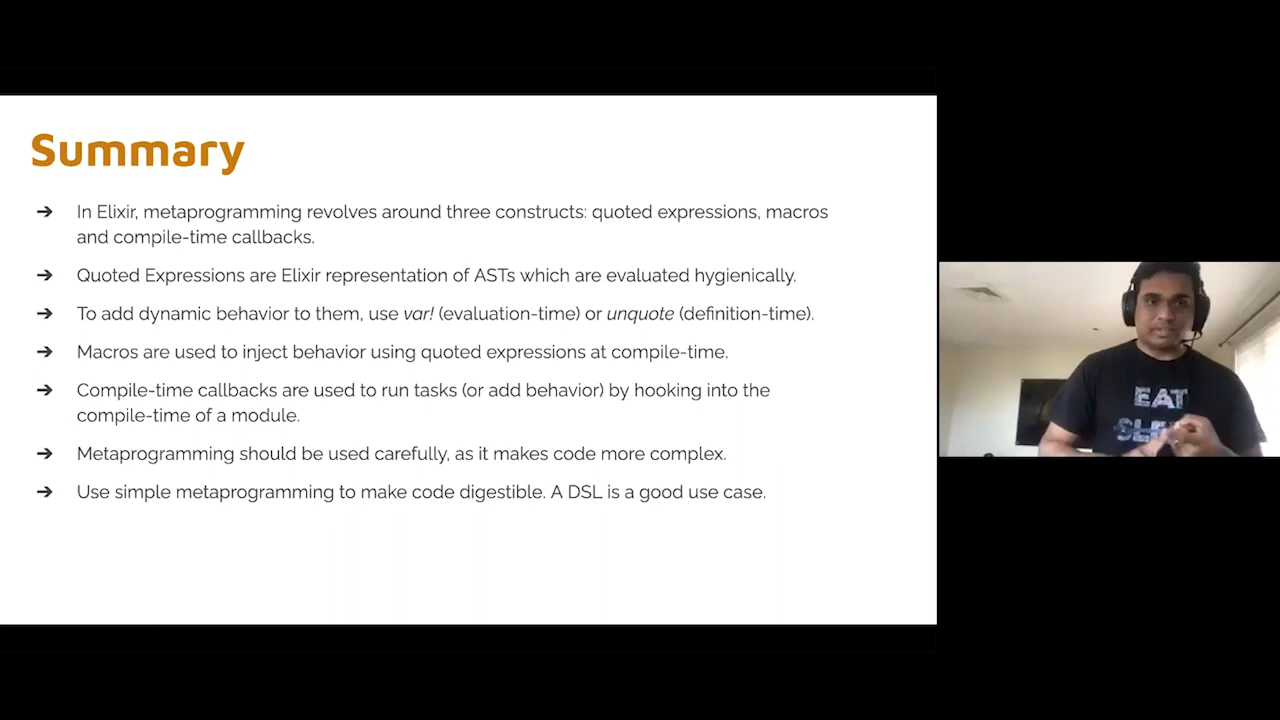 Summary
➔ In Elixir, metaprogramming revolves around three constructs: quoted expressions, macros
and compile-time callbacks.
➔ Quoted Expressions are Elixir representation of ASTs which are evaluated hygienically.
➔ To add dynamic behavior to them, use var! (evaluation-time) or unquote (definition-time).
➔ Macros are used to inject behavior using quoted expressions at compile-time.
➔ Compile-time callbacks are used to run tasks (or add behavior) by hooking into the
compile-time of a module.
➔ Metaprogramming should be used carefully, as it makes code more complex.
➔ Use simple metaprogramming to make code digestible. A DSL is a good use case.
EAT